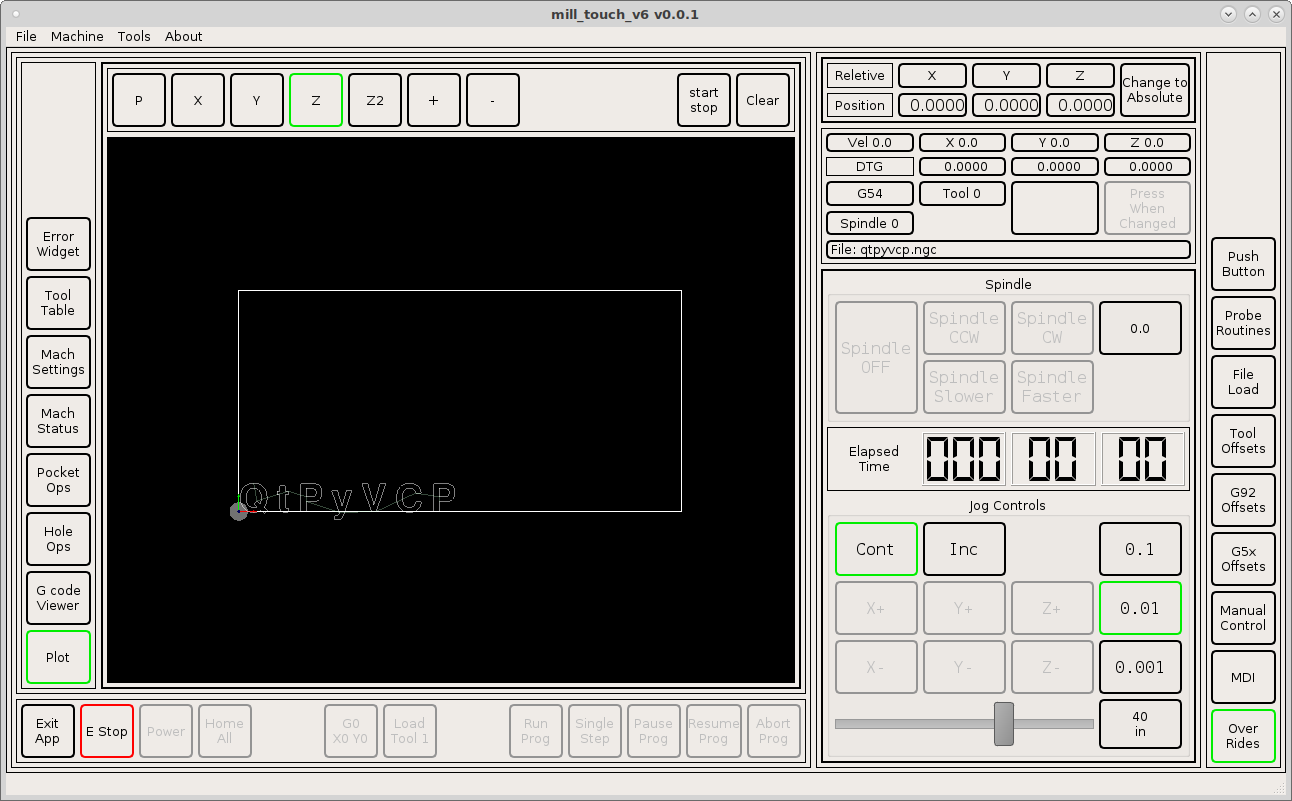 mill_touch_v6 v0.0.1
File Machine Tools About
P X Y Z Z2 + -
start
stop
Clear
Error
Widget
Tool
Table
Mach
Settings
Mach
Status
Pocket
Ops
Hole
Ops
G code
Viewer
Plot
QtPyVCP
Exit
App
E Stop
Power
Home
All
G0
X0 Y0
Load
Tool 1
Run
Prog
Single
Step
Pause
Prog
Resume
Prog
Abort
Prog
Reletive X Y Z
Position 0.0000 0.0000 0.0000
Change to
Absolute
Vel 0.0 X 0.0 Y 0.0 Z 0.0
DTG 0.0000 0.0000 0.0000
G54 Tool 0
Spindle 0
Press
When
Changed
File: qtpyvcp.ngc
Spindle
Spindle
OFF
Spindle
CCW
Spindle
CW
0.0
Spindle
Slower
Spindle
Faster
Elapsed
Time
000 00 00
Jog Controls
Cont Inc 0.1
X+ Y+ Z+ 0.01
X- Y- Z- 0.001
40
in
Push
Button
Probe
Routines
File
Load
Tool
Offsets
G92
Offsets
G5x
Offsets
Manual
Control
MDI
Over
Rides